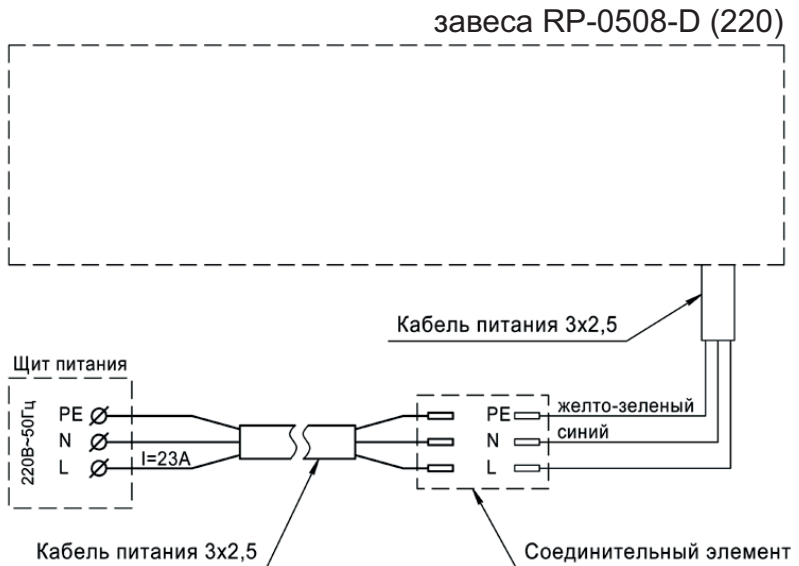 завеса RP-0508-D (220)
Кабель питания 3х2,5
Щит питания
220В~50Гц
PE
N
L
I=23A
PE
N
L
желто-зеленый
синий
Кабель питания 3х2,5
Соединительный элемент